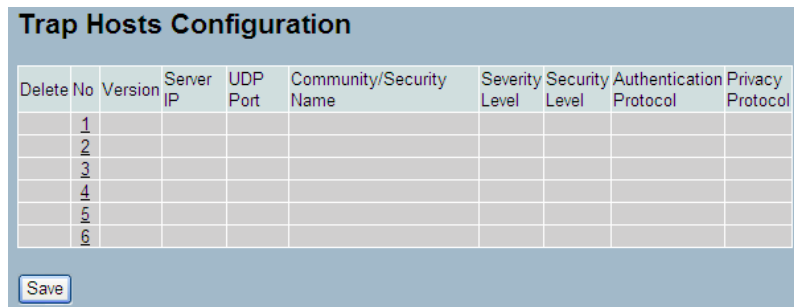 Trap Hosts Configuration
Delete No Version Server IP UDP Port Community/Security Name Severity Level Security Level Authentication Protocol Privacy Protocol
1
2
3
4
5
6
Save